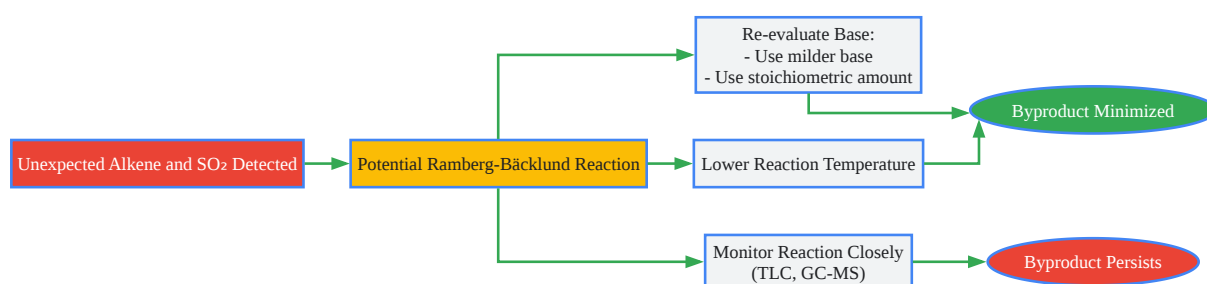 Re-evaluate Base:
- Use milder base
- Use stoichiometric amount
Byproduct Minimized
Unexpected Alkene and SO₂ Detected
Potential Ramberg-Bäcklund Reaction
Lower Reaction Temperature
Monitor Reaction Closely
(TLC, GC-MS)
Byproduct Persists